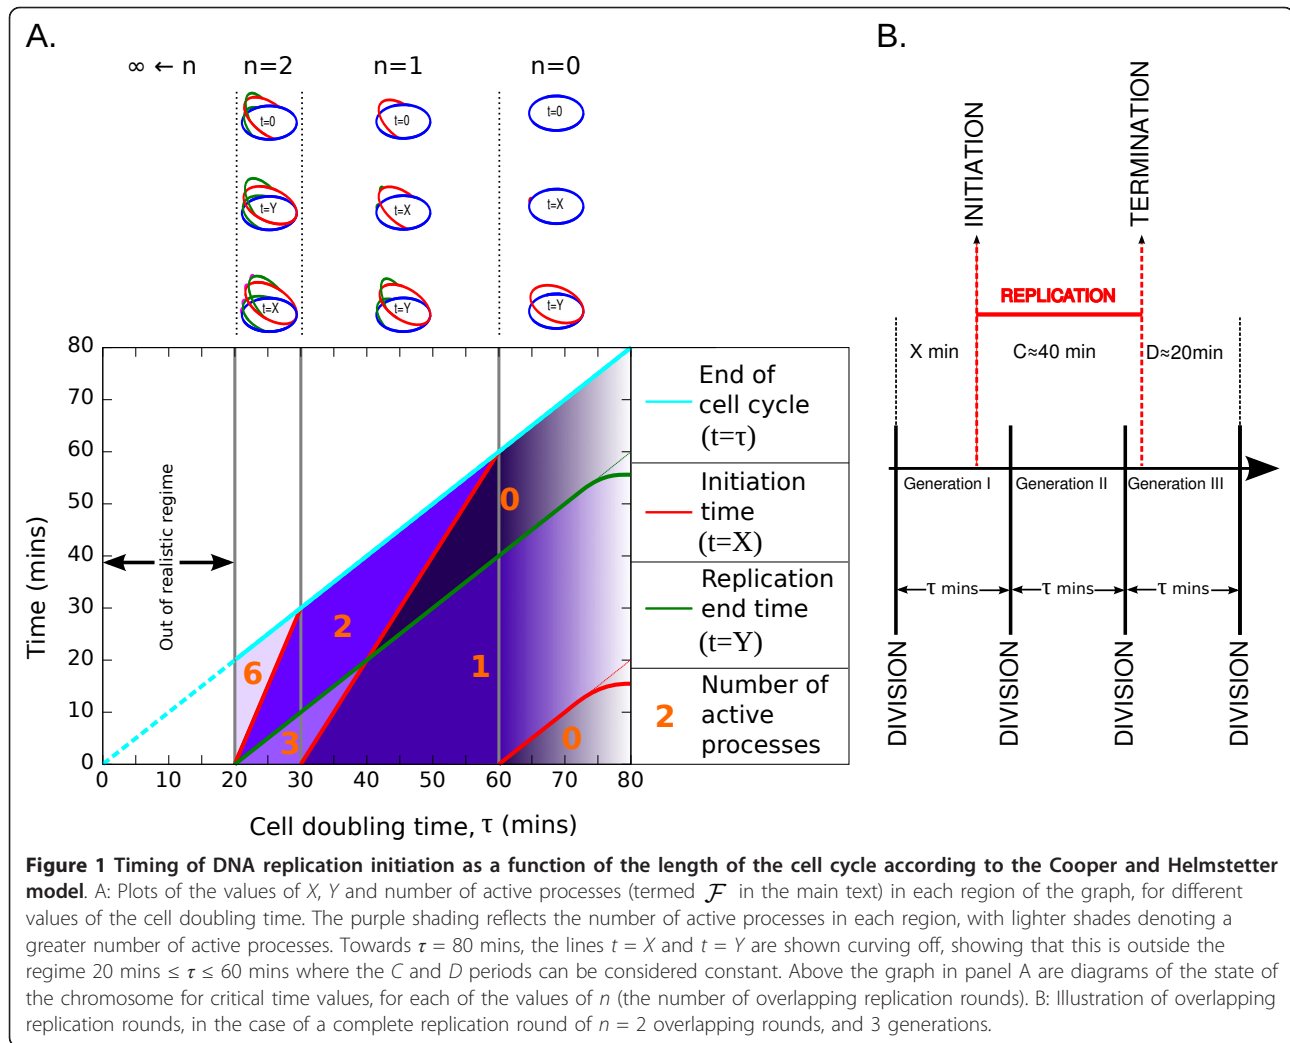 A.
∞ ← n
n=2
n=1
n=0
t=0
t=0
t=0
t=Y
t=X
t=X
t=X
t=Y
t=Y
80
70
60
50
40
30
20
10
0
Time (mins)
Out of realistic regime
6
2
3
0
1
0
0
10
20
30
40
50
60
70
80
Cell doubling time, τ (mins)
End of
cell cycle
(t=τ)
Initiation
time
(t=X)
Replication
end time
(t=Y)
2
Number of
active
processes
B.
INITIATION
TERMINATION
REPLICATION
X min
C≈40 min
D≈20min
Generation I
Generation II
Generation III
τ mins
τ mins
τ mins
DIVISION
DIVISION
DIVISION
DIVISION
Figure 1 Timing of DNA replication initiation as a function of the length of the cell cycle according to the Cooper and Helmstetter
model. A: Plots of the values of X, Y and number of active processes (termed ℱ in the main text) in each region of the graph, for different
values of the cell doubling time. The purple shading reflects the number of active processes in each region, with lighter shades denoting a
greater number of active processes. Towards τ = 80 mins, the lines t = X and t = Y are shown curving off, showing that this is outside the
regime 20 mins ≤ τ ≤ 60 mins where the C and D periods can be considered constant. Above the graph in panel A are diagrams of the state of
the chromosome for critical time values, for each of the values of n (the number of overlapping replication rounds). B: Illustration of overlapping
replication rounds, in the case of a complete replication round of n = 2 overlapping rounds, and 3 generations.